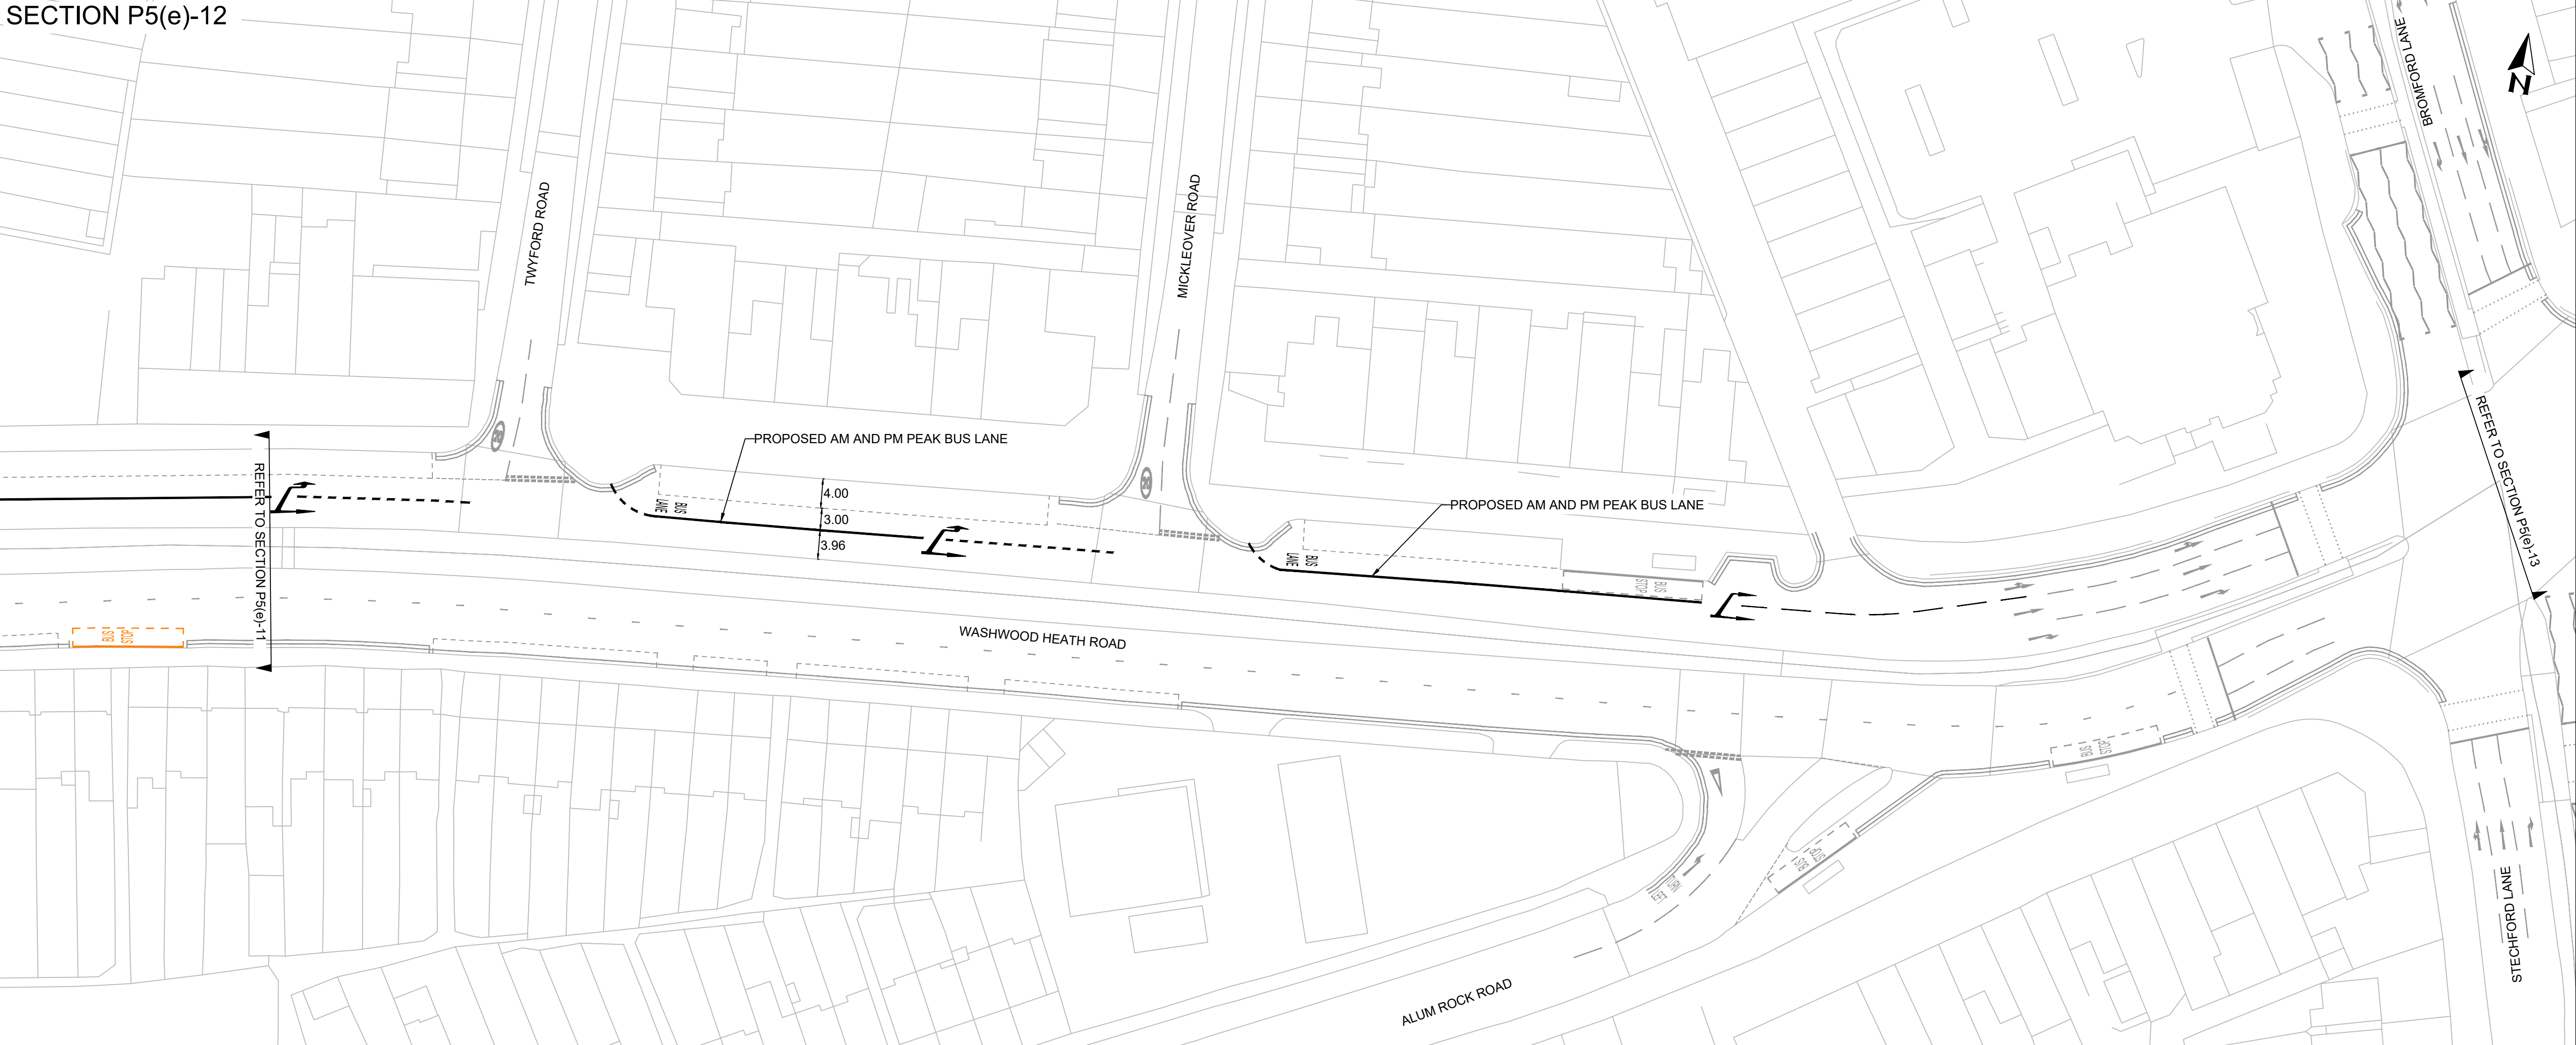 SECTION P5(e)-12
BROMFORD LANE
N
TWYFORD ROAD
MICKLEOVER ROAD
REFER TO SECTION P5(e)-11
PROPOSED AM AND PM PEAK BUS LANE
BUS
LANE
4.00
3.00
3.96
PROPOSED AM AND PM PEAK BUS LANE
BUS
LANE
BUS
STOP
REFER TO SECTION P5(e)-13
BUS
STOP
WASHWOOD HEATH ROAD
BUS
STOP
BUS
STOP
TURN
LEFT
ALUM ROCK ROAD
STECHFORD LANE